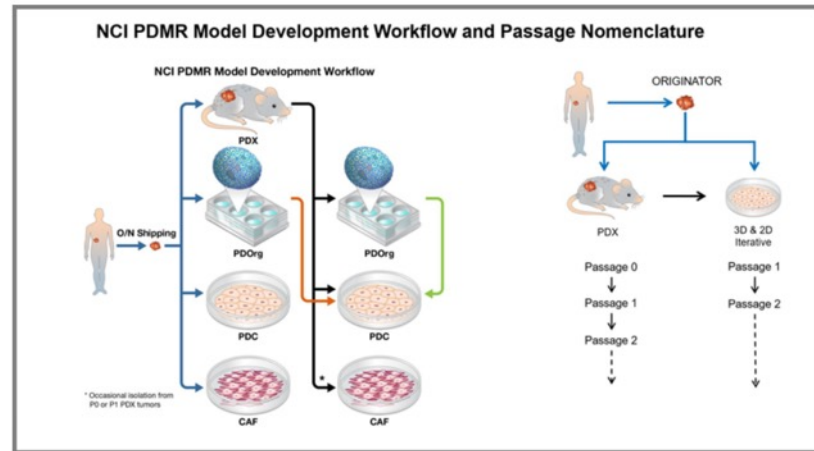 NCI PDMR Model Development Workflow and Passage Nomenclature
NCI PDMR Model Development Workflow
PDX
O/N Shipping
PDOrg
PDOrg
PDC
PDC
*
CAF
CAF
* Occasional isolation from
P0 or P1 PDX tumors
ORIGINATOR
PDX
3D & 2D
Iterative
Passage 0
Passage 1
Passage 2
Passage 1
Passage 2